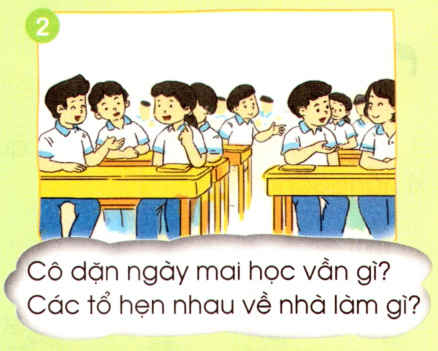 2
Cô dặn ngày mai học vần gì?
Các tổ hẹn nhau về nhà làm gì?